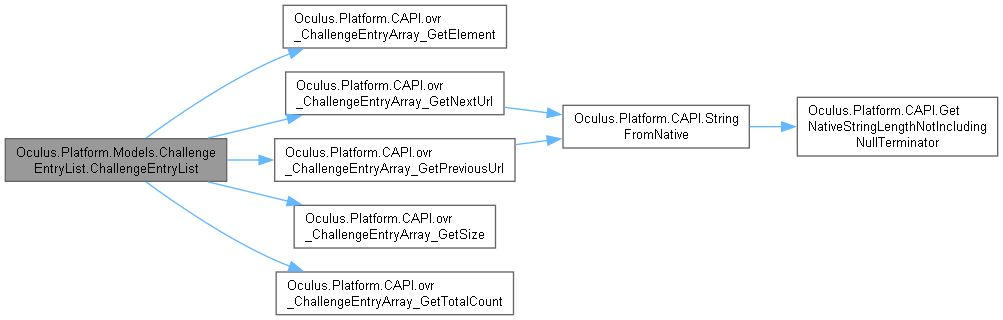 Oculus.Platform.Models.Challenge
EntryList.ChallengeEntryList
Oculus.Platform.CAPI.ovr
_ChallengeEntryArray_GetElement
Oculus.Platform.CAPI.ovr
_ChallengeEntryArray_GetNextUrl
Oculus.Platform.CAPI.ovr
_ChallengeEntryArray_GetPreviousUrl
Oculus.Platform.CAPI.ovr
_ChallengeEntryArray_GetSize
Oculus.Platform.CAPI.ovr
_ChallengeEntryArray_GetTotalCount
Oculus.Platform.CAPI.String
FromNative
Oculus.Platform.CAPI.Get
NativeStringLengthNotIncluding
NullTerminator